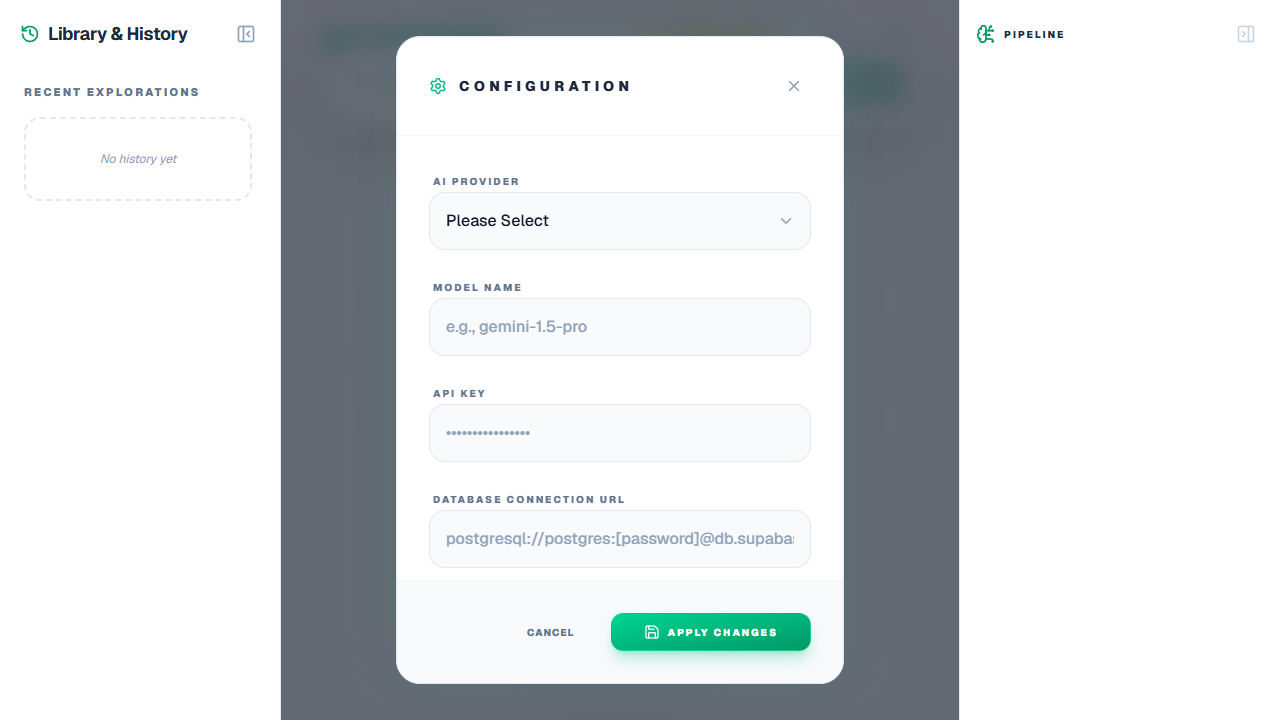 Library & History
RECENT EXPLORATIONS
No history yet
CONFIGURATION
AI PROVIDER
Please Select
MODEL NAME
e.g., gemini-1.5-pro
API KEY
••••••••••••••••
DATABASE CONNECTION URL
postgresql://postgres:[password]@db.supabas
CANCEL
APPLY CHANGES
PIPELINE